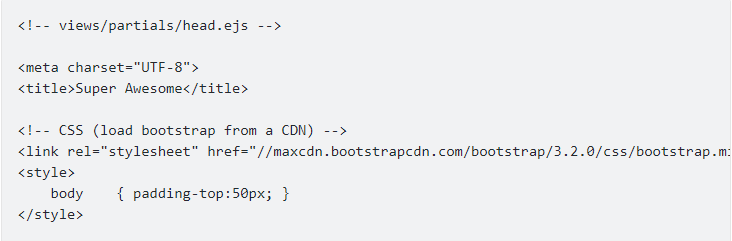 <!-- views/partials/head.ejs -->
<meta charset="UTF-8">
<title>Super Awesome</title>
<!-- CSS (load bootstrap from a CDN) -->
<link rel="stylesheet" href="//maxcdn.bootstrapcdn.com/bootstrap/3.2.0/css/bootstrap.mi
<style>
    body    { padding-top:50px; }
</style>